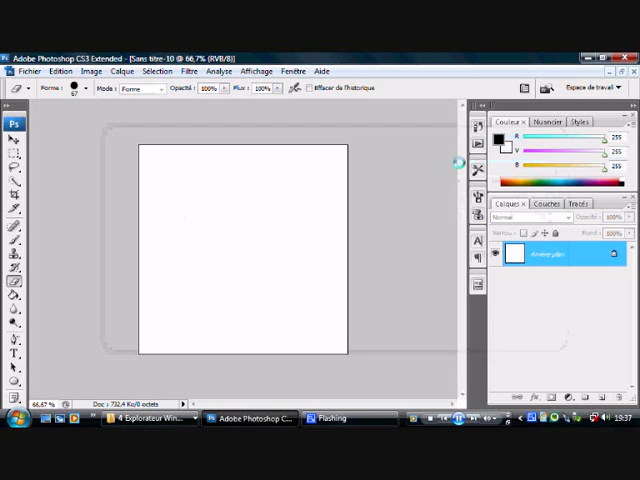 Adobe Photoshop CS3 Extended - [Sans titre-10 @ 66,7% (RVB/8)]
Fichier Edition Image Calque Sélection Filtre Analyse Affichage Fenêtre Aide
Forme : 67 Mode : Forme Opacité : 100% Flux : 100% Effacer de l'historique Espace de travail
Ps
Couleur Nuancier Styles
R 255
V 255
B 255
Calques Couches Tracés
Normal 100%
Fond : 100%
Arrière-plan
A
T
66,67 % Doc : 732,4 Ko/0 octets
4 Explorateur Win... Adobe Photoshop C... Flashing 19:37